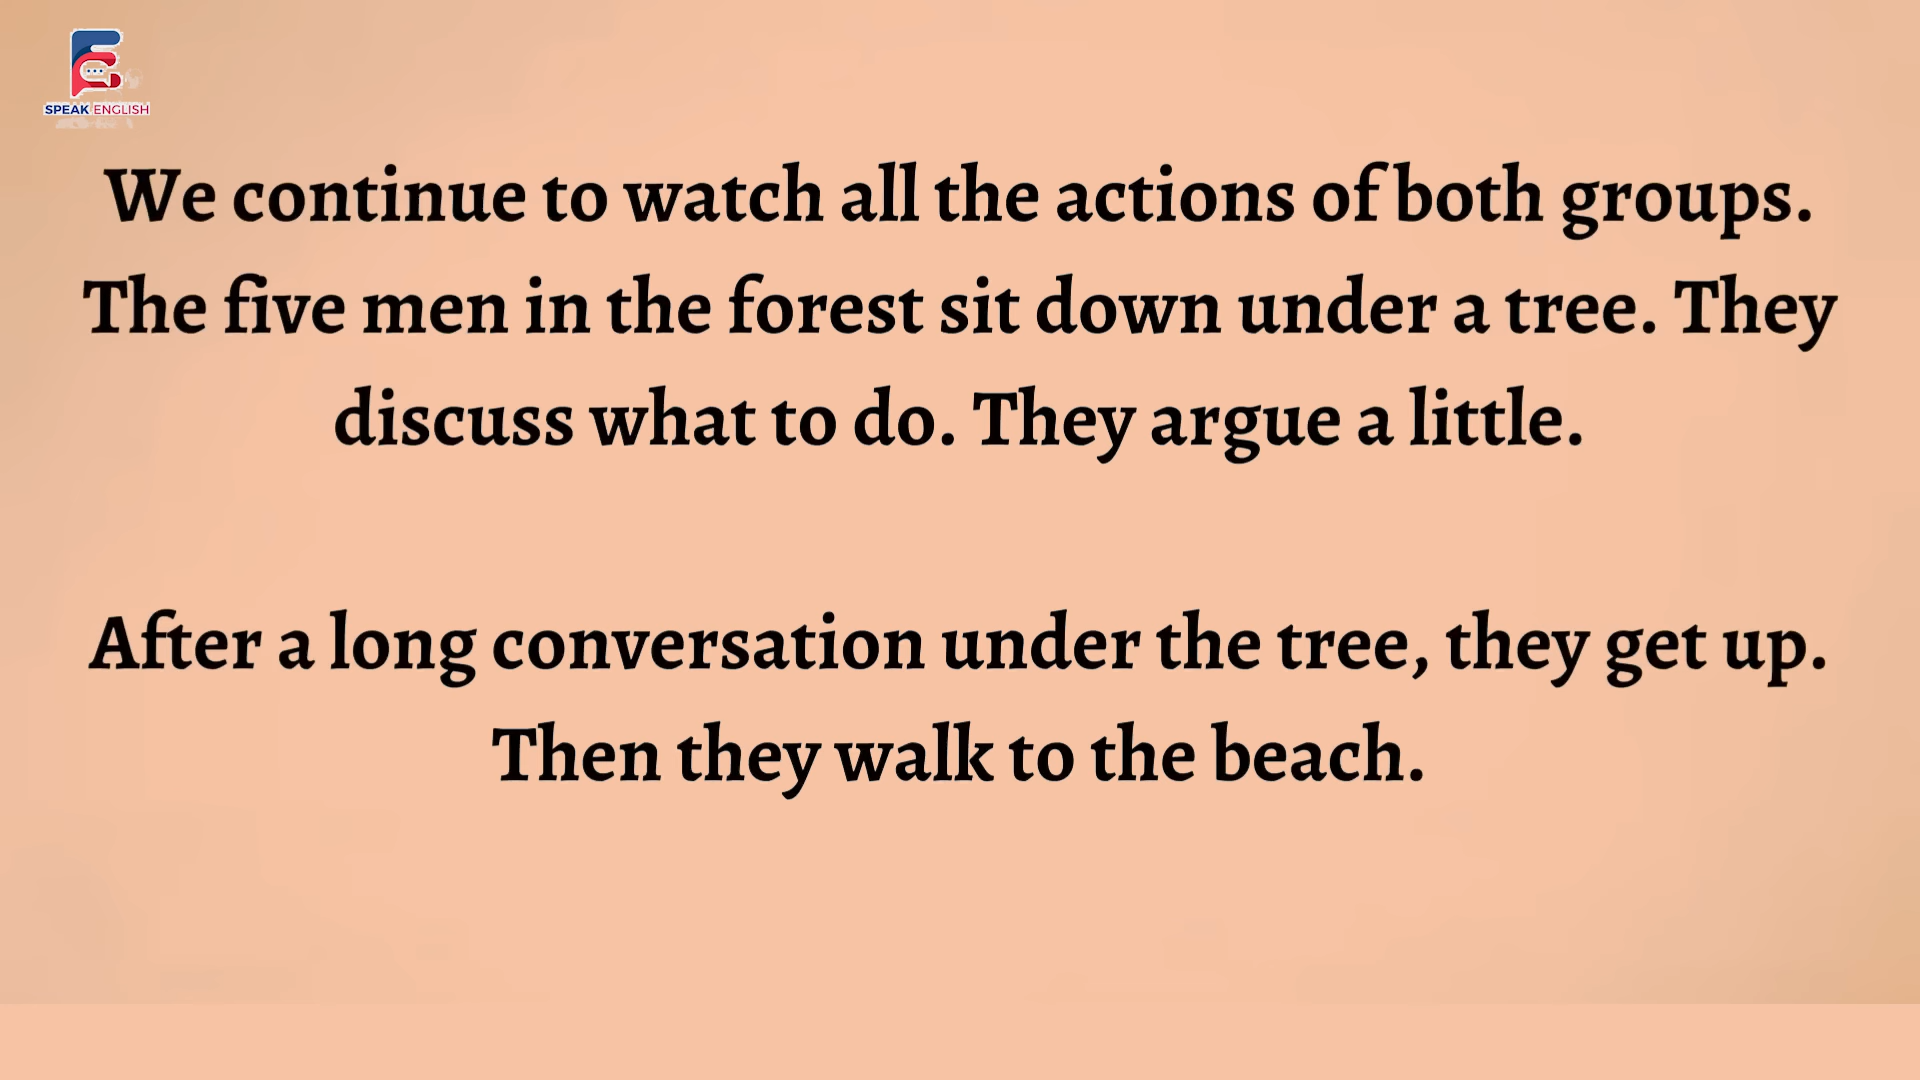 SPEAK ENGLISH
We continue to watch all the actions of both groups.
The five men in the forest sit down under a tree. They
discuss what to do. They argue a little.
After a long conversation under the tree, they get up.
Then they walk to the beach.